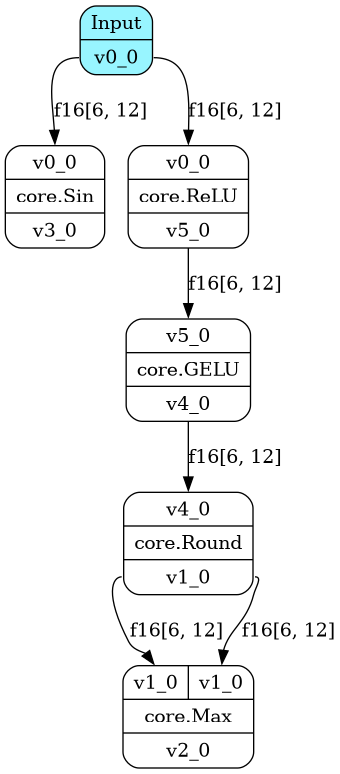 Input
v0_0
f16[6, 12]
f16[6, 12]
v0_0
core.Sin
v3_0
v0_0
core.ReLU
v5_0
f16[6, 12]
v5_0
core.GELU
v4_0
f16[6, 12]
v4_0
core.Round
v1_0
f16[6, 12]
f16[6, 12]
v1_0
v1_0
core.Max
v2_0